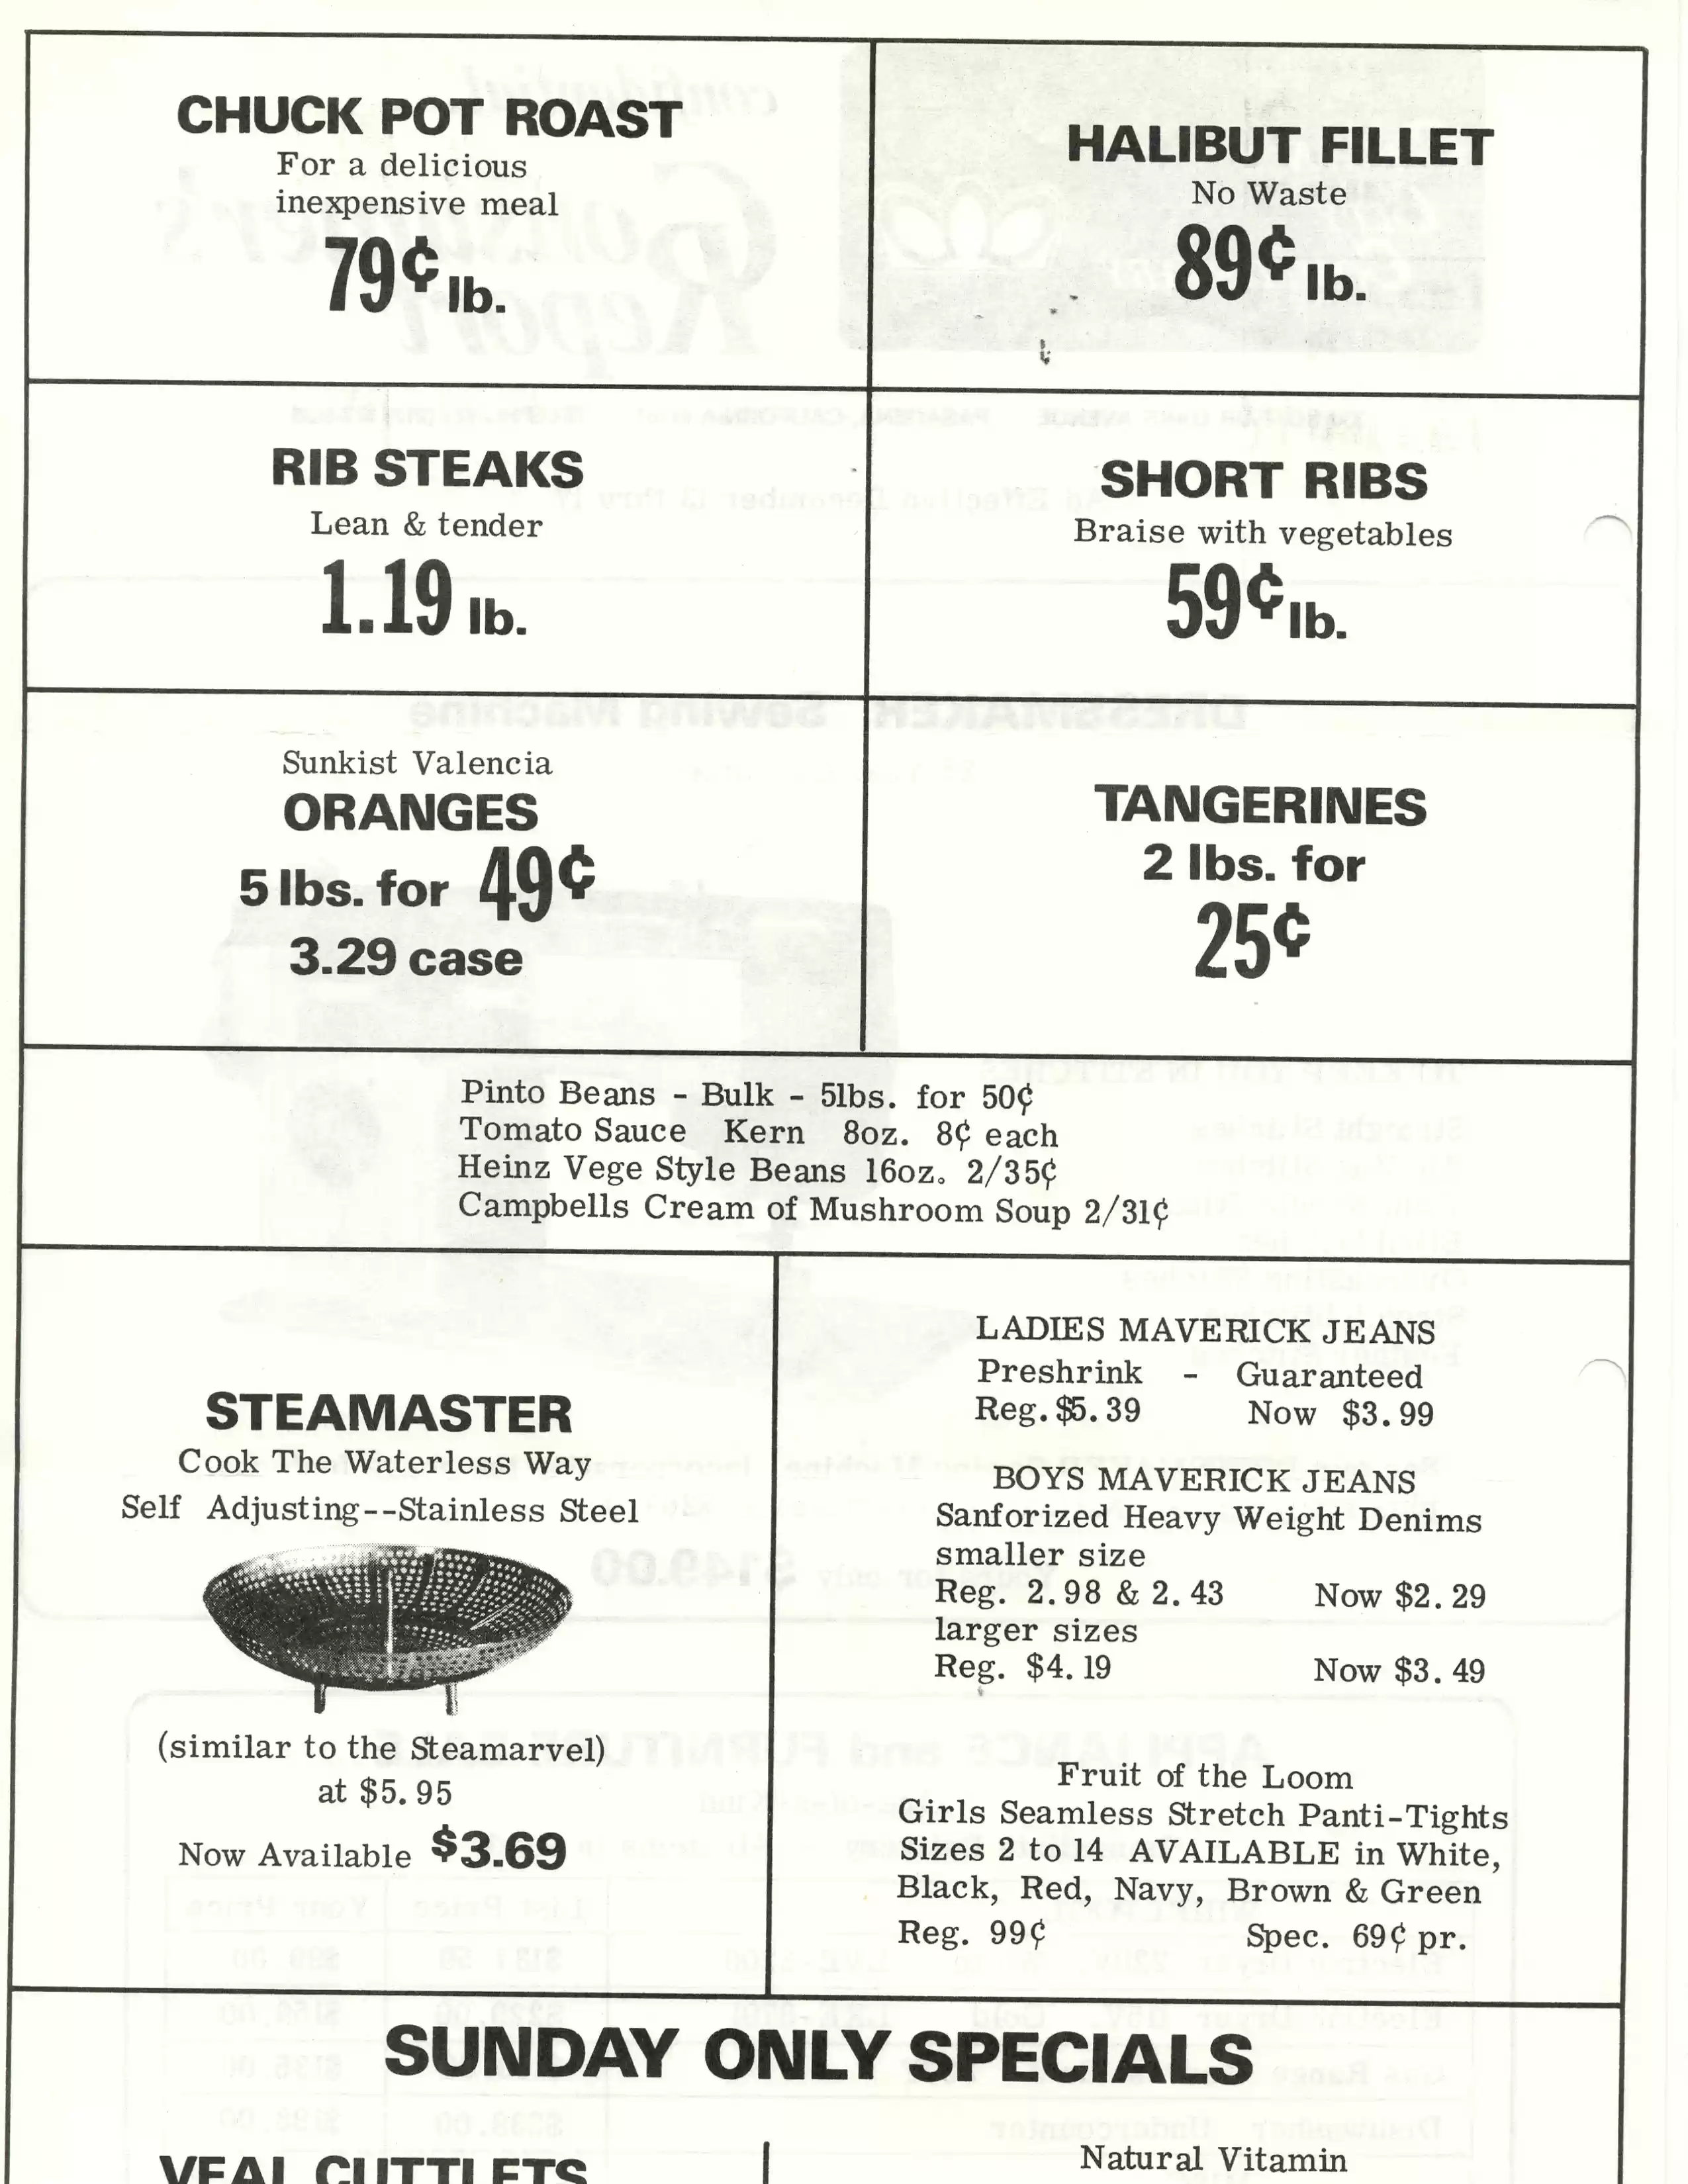 CHUCK POT ROAST
For a delicious
inexpensive meal
79¢ lb.
HALIBUT FILLET
No Waste
89¢ lb.
RIB STEAKS
Lean & tender
1.19 lb.
SHORT RIBS
Braise with vegetables
59¢ lb.
Sunkist Valencia
ORANGES
5 lbs. for 49¢
3.29 case
TANGERINES
2 lbs. for
25¢
Pinto Beans - Bulk - 5lbs. for 50¢
Tomato Sauce Kern 8oz. 8¢ each
Heinz Vege Style Beans 16oz. 2/35¢
Campbells Cream of Mushroom Soup 2/31¢
STEAMASTER
Cook The Waterless Way
Self Adjusting--Stainless Steel
(similar to the Steamarvel)
at $5.95
Now Available $3.69
LADIES MAVERICK JEANS
Preshrink - Guaranteed
Reg. $5.39 Now $3.99
BOYS MAVERICK JEANS
Sanforized Heavy Weight Denims
smaller size
Reg. 2.98 & 2.43 Now $2.29
larger sizes
Reg. $4.19 Now $3.49
Fruit of the Loom
Girls Seamless Stretch Panti-Tights
Sizes 2 to 14 AVAILABLE in White,
Black, Red, Navy, Brown & Green
Reg. 99¢ Spec. 69¢ pr.
SUNDAY ONLY SPECIALS
VEAL CUTTLETS
Natural Vitamin